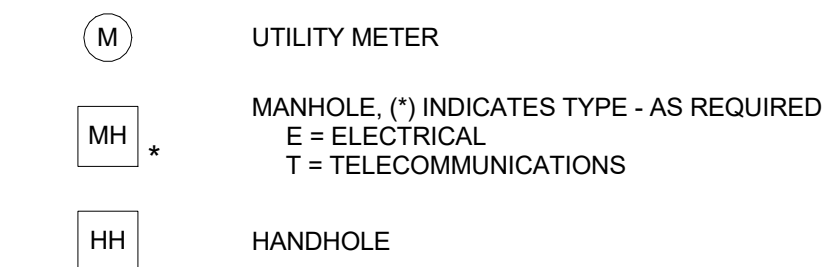 M UTILITY METER
MANHOLE, (*) INDICATES TYPE - AS REQUIRED
MH * E = ELECTRICAL
T = TELECOMMUNICATIONS
HH HANDHOLE